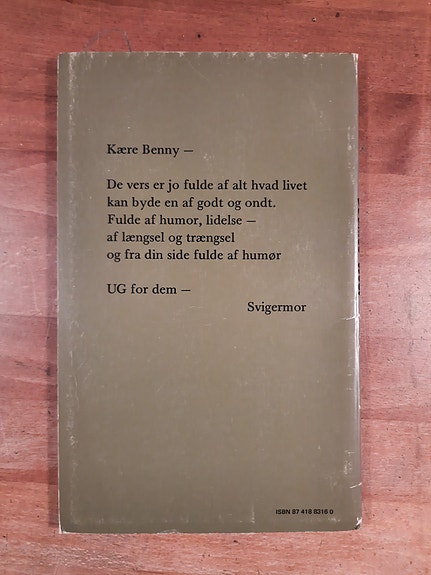 Kære Benny —
De vers er jo fulde af alt hvad livet
kan byde en af godt og ondt.
Fulde af humor, lidelse —
af længsel og trængsel
og fra din side fulde af humør
UG for dem —
Svigermor
ISBN 87 418 8316 0